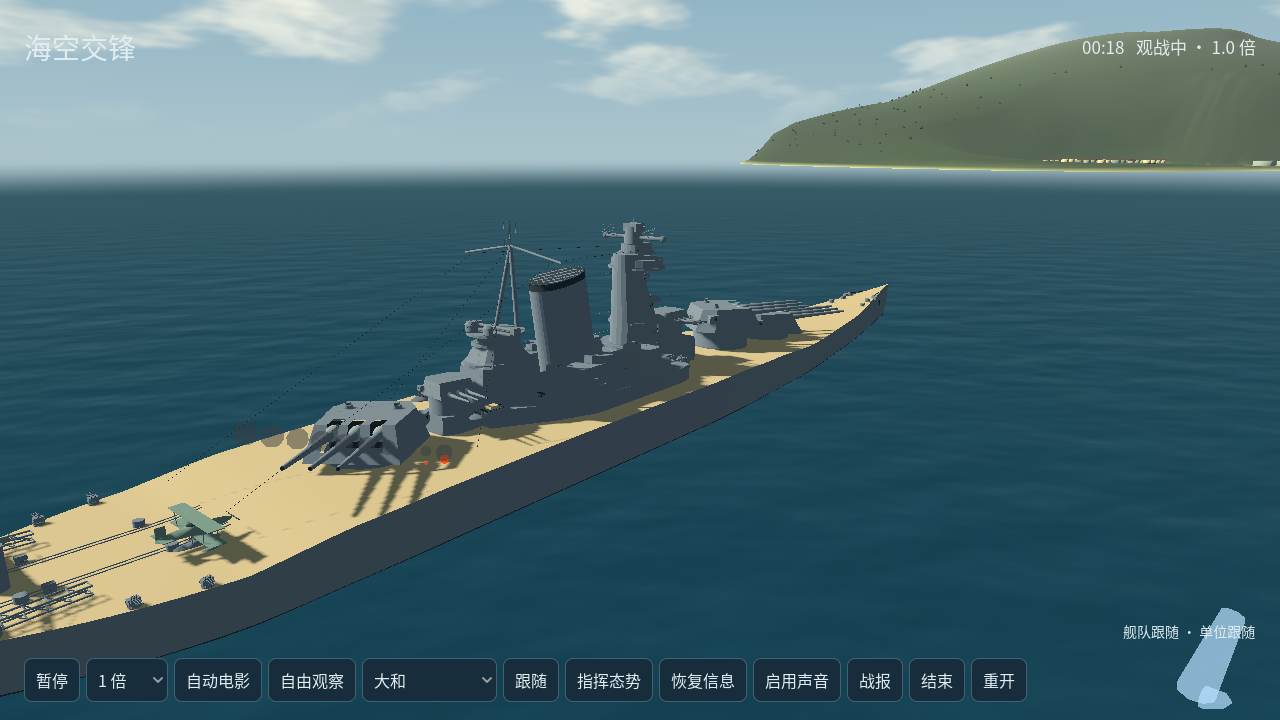 海空交锋
00:18 观战中 · 1.0 倍
舰队跟随 · 单位跟随
暂停
1 倍
自动电影
自由观察
大和
跟随
指挥态势
恢复信息
启用声音
战报
结束
重开